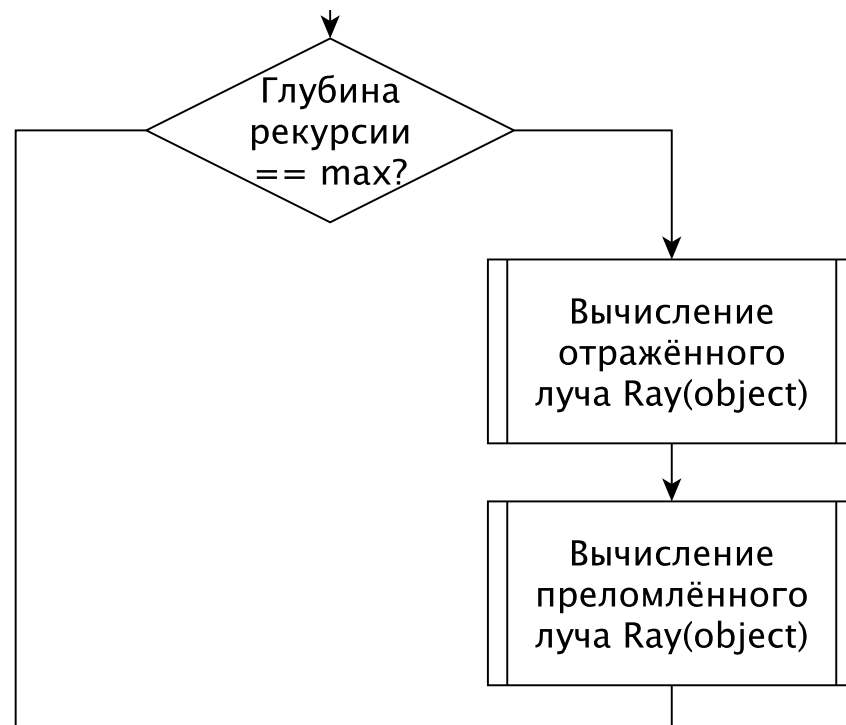 Глубина
рекурсии
== max?
Вычисление
отражённого
луча Ray(object)
Вычисление
преломлённого
луча Ray(object)